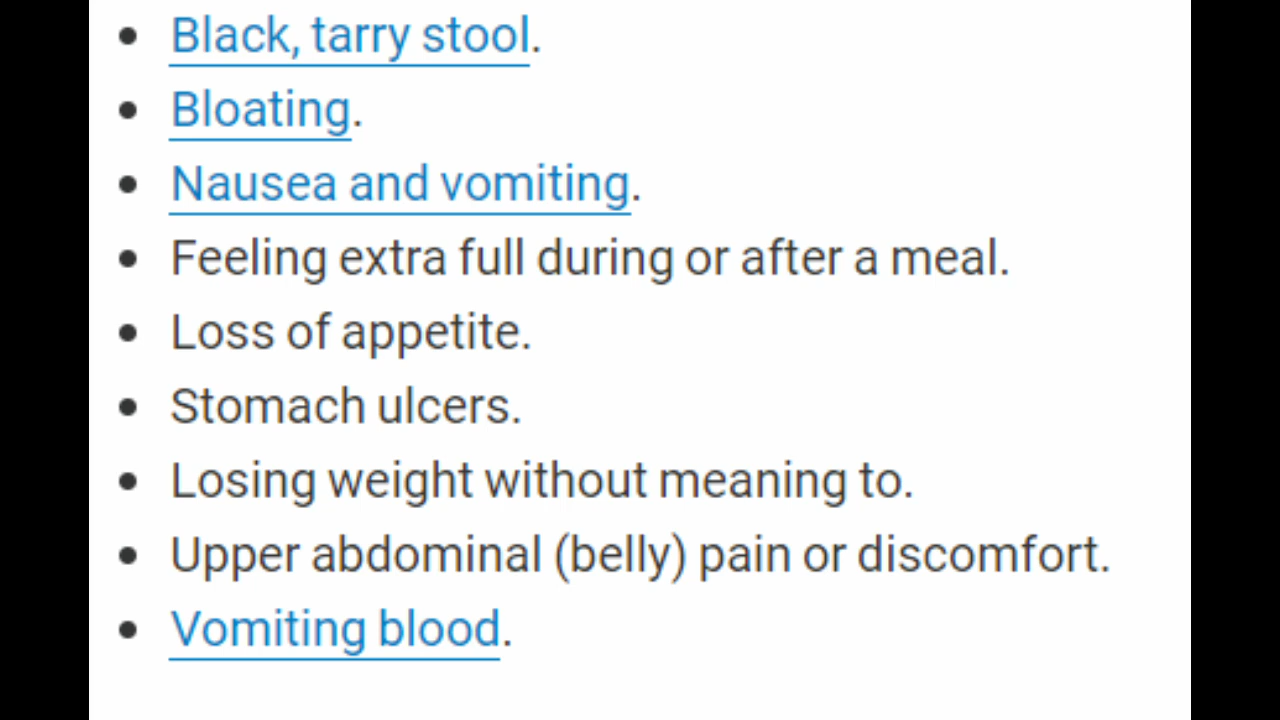 Black, tarry stool.
Bloating.
Nausea and vomiting.
Feeling extra full during or after a meal.
Loss of appetite.
Stomach ulcers.
Losing weight without meaning to.
Upper abdominal (belly) pain or discomfort.
Vomiting blood.